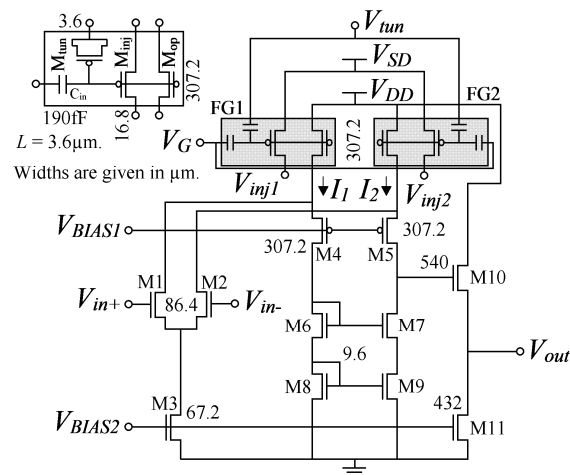 3.6
M_tun
M_inj
M_op
C_in
190fF
16.8
307.2
L = 3.6μm.
Widths are given in μm.
V_tun
V_SD
V_DD
FG1
FG2
307.2
V_G
V_inj1
I_1
I_2
V_inj2
V_BIAS1
307.2
M4
M5
307.2
540
M10
M1
M2
V_in+
86.4
V_in-
M6
M7
9.6
V_out
M8
M9
M3
67.2
432
V_BIAS2
M11